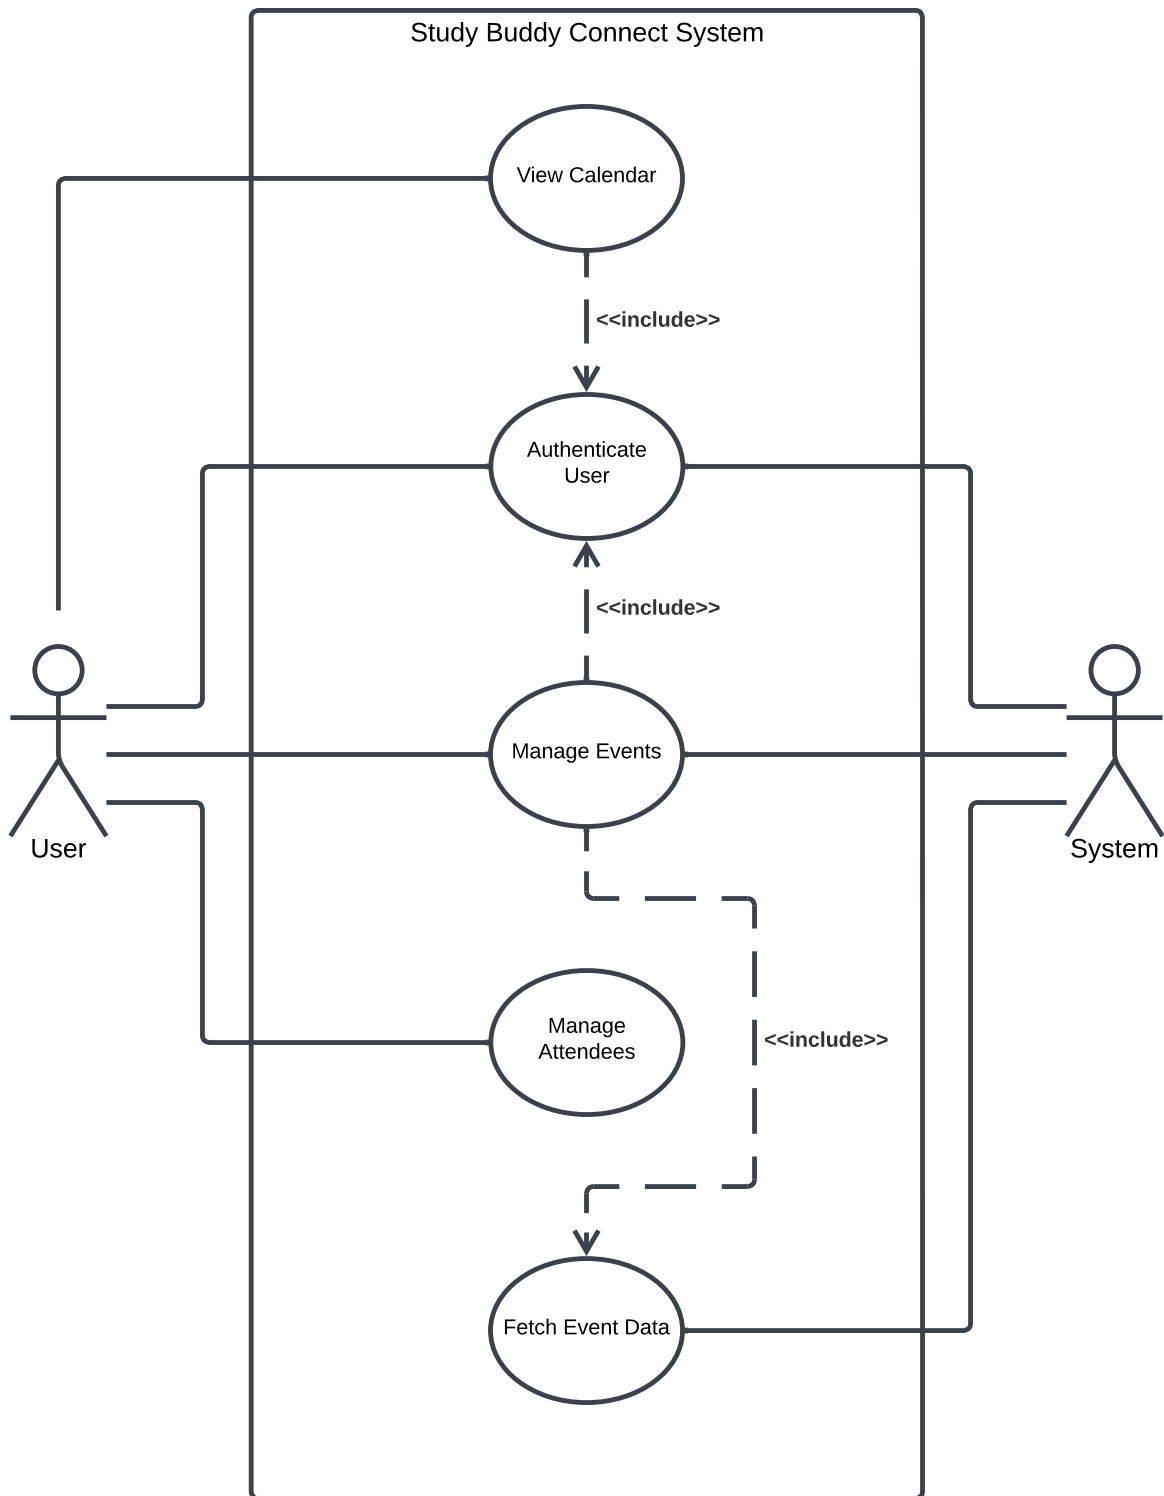 Study Buddy Connect System
View Calendar
<<include>>
Authenticate
User
<<include>>
Manage Events
User
System
Manage
Attendees
<<include>>
Fetch Event Data